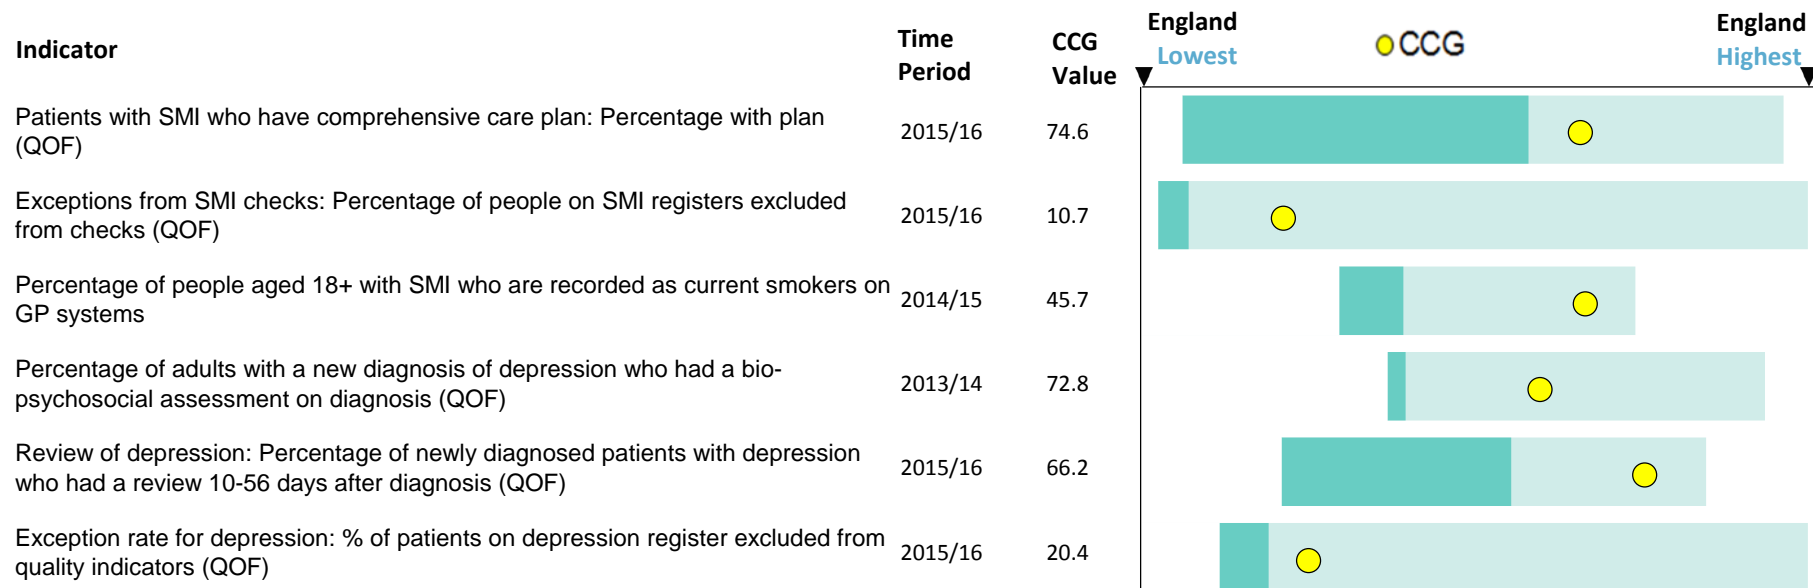 Indicator
Time Period
CCG Value
England Lowest
CCG
England Highest
Patients with SMI who have comprehensive care plan: Percentage with plan
(QOF)
2015/16
74.6
Exceptions from SMI checks: Percentage of people on SMI registers excluded
from checks (QOF)
2015/16
10.7
Percentage of people aged 18+ with SMI who are recorded as current smokers on
GP systems
2014/15
45.7
Percentage of adults with a new diagnosis of depression who had a bio-
psychosocial assessment on diagnosis (QOF)
2013/14
72.8
Review of depression: Percentage of newly diagnosed patients with depression
who had a review 10-56 days after diagnosis (QOF)
2015/16
66.2
Exception rate for depression: % of patients on depression register excluded from
quality indicators (QOF)
2015/16
20.4